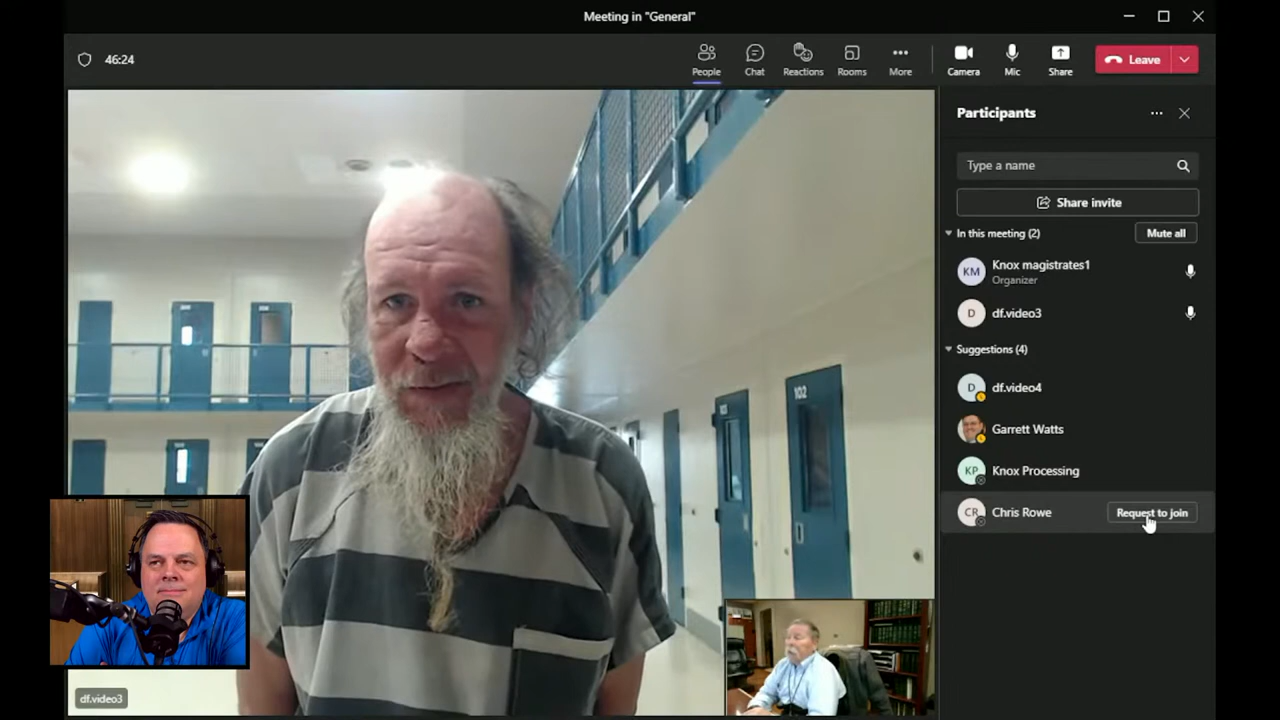 Meeting in "General"
46:24
People
Chat
Reactions
Rooms
More
Camera
Mic
Share
Leave
Participants
Type a name
Share invite
In this meeting (2)
Mute all
KM
Knox magistrates1
Organizer
D
df.video3
Suggestions (4)
D
df.video4
Garrett Watts
KP
Knox Processing
CR
Chris Rowe
Request to join
102
df.video3